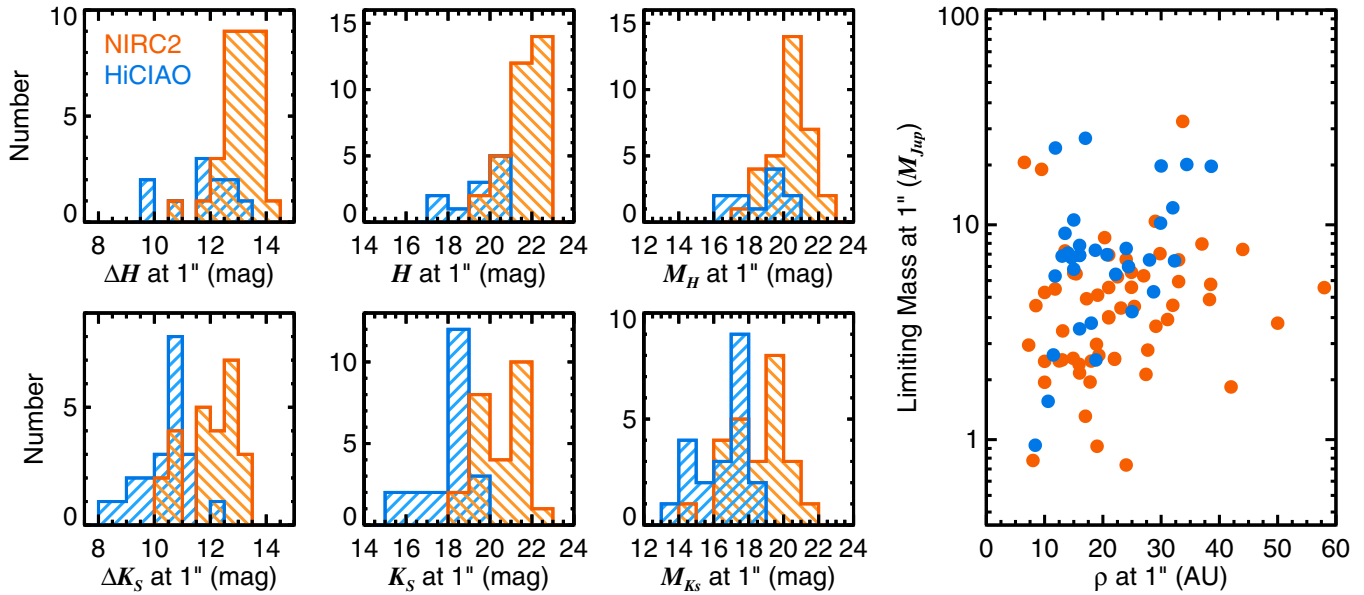 NIRC2
HiCIAO
Number
10
5
0
8 10 12 14
ΔH at 1" (mag)
15
10
5
0
14 16 18 20 22 24
H at 1" (mag)
15
10
5
0
12 14 16 18 20 22 24
M_H at 1" (mag)
Number
5
0
8 10 12 14
ΔK_S at 1" (mag)
10
5
0
14 16 18 20 22 24
K_S at 1" (mag)
10
5
0
12 14 16 18 20 22 24
M_Ks at 1" (mag)
Limiting Mass at 1" (M_Jup)
100
10
1
0 10 20 30 40 50 60
ρ at 1" (AU)